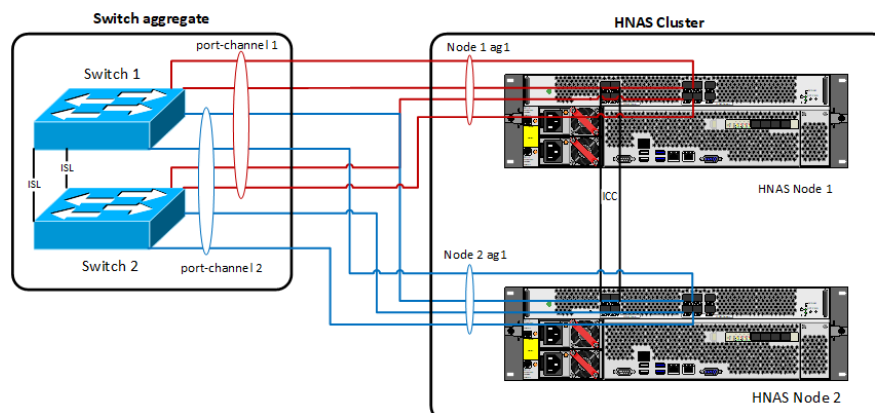 Switch aggregate
HNAS Cluster
port-channel 1
Node 1 ag1
Switch 1
ISL
ISL
ICC
HNAS Node 1
Switch 2
port-channel 2
Node 2 ag1
HNAS Node 2